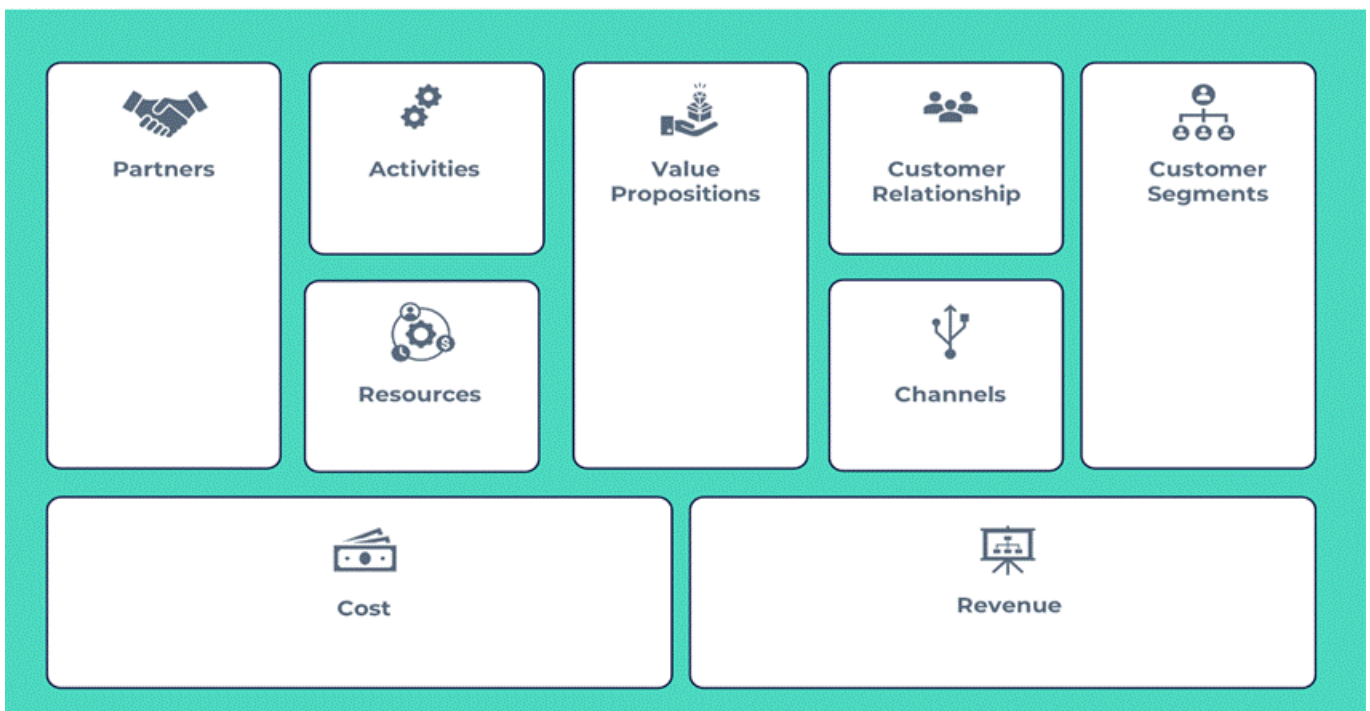 Partners
Activities
Value
Propositions
Customer
Relationship
Customer
Segments
Resources
Channels
Cost
Revenue